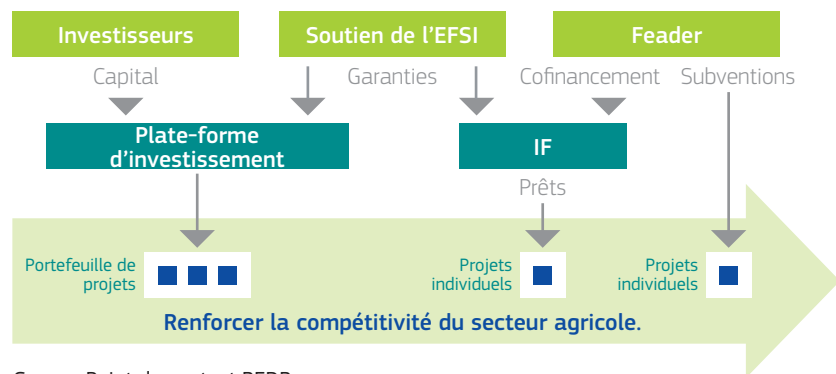 Investisseurs
Soutien de l'EFSI
Feader
Capital
Garanties
Cofinancement
Subventions
Plate-forme
d'investissement
IF
Prêts
Portefeuille de
projets
Projets
individuels
Projets
individuels
Renforcer la compétitivité du secteur agricole.